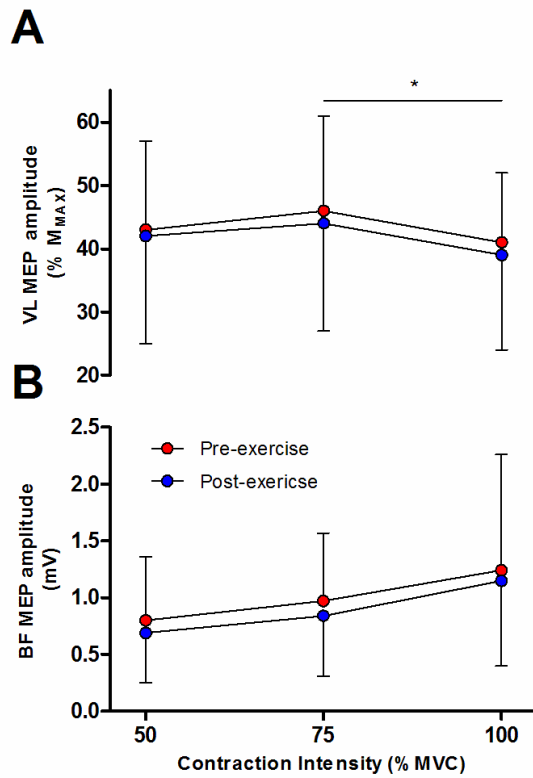 A
*
60
50
40
30
20
VL MEP amplitude
(% MMAX)
B
2.5
2.0
1.5
1.0
0.5
0.0
BF MEP amplitude
(mV)
Pre-exercise
Post-exericse
50 75 100
Contraction Intensity (% MVC)